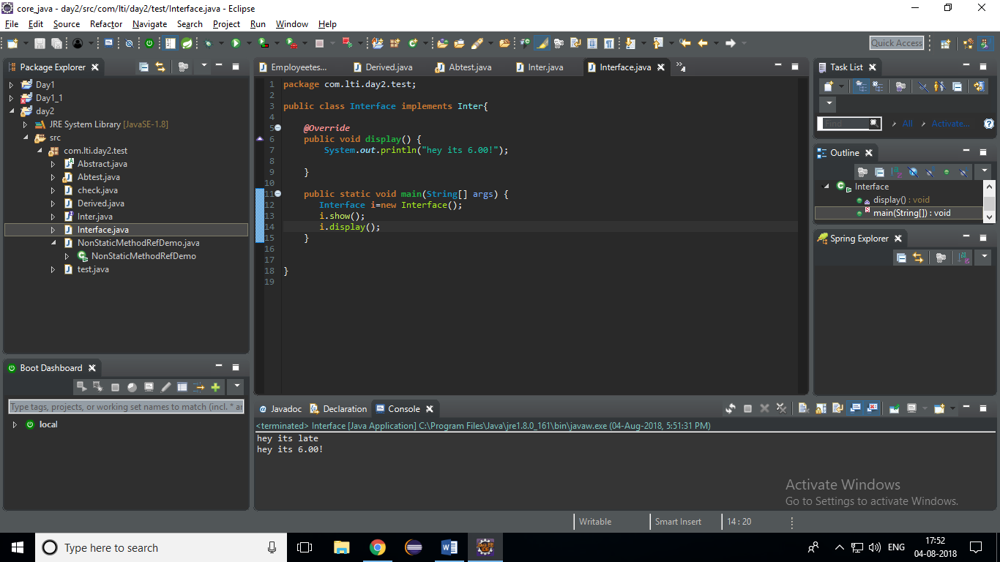 core_java - day2/src/com/lti/day2/test/Interface.java - Eclipse
File Edit Source Refactor Navigate Search Project Run Window Help
Quick Access
Package Explorer
Day1
Day1_1
day2
JRE System Library [JavaSE-1.8]
src
com.lti.day2.test
Abstract.java
Abtest.java
check.java
Derived.java
Inter.java
Interface.java
NonStaticMethodRefDemo.java
NonStaticMethodRefDemo
test.java
Boot Dashboard
Type tags, projects, or working set names to match (incl. *
local
Employeetes... Derived.java Abtest.java Inter.java Interface.java »4
1 package com.lti.day2.test;
2
3 public class Interface implements Inter{
4
5 @Override
6 public void display() {
7 System.out.println("hey its 6.00!");
8
9 }
10
11 public static void main(String[] args) {
12 Interface i=new Interface();
13 i.show();
14 i.display();
15 }
16
17
18 }
19
Javadoc Declaration Console
<terminated> Interface [Java Application] C:\Program Files\Java\jre1.8.0_161\bin\javaw.exe (04-Aug-2018, 5:51:31 PM)
hey its late
hey its 6.00!
Task List
Find All Activate...
Outline
Interface
display() : void
main(String[]) : void
Spring Explorer
Activate Windows
Go to Settings to activate Windows.
Writable Smart Insert 14 : 20
Type here to search
ENG
17:52
04-08-2018